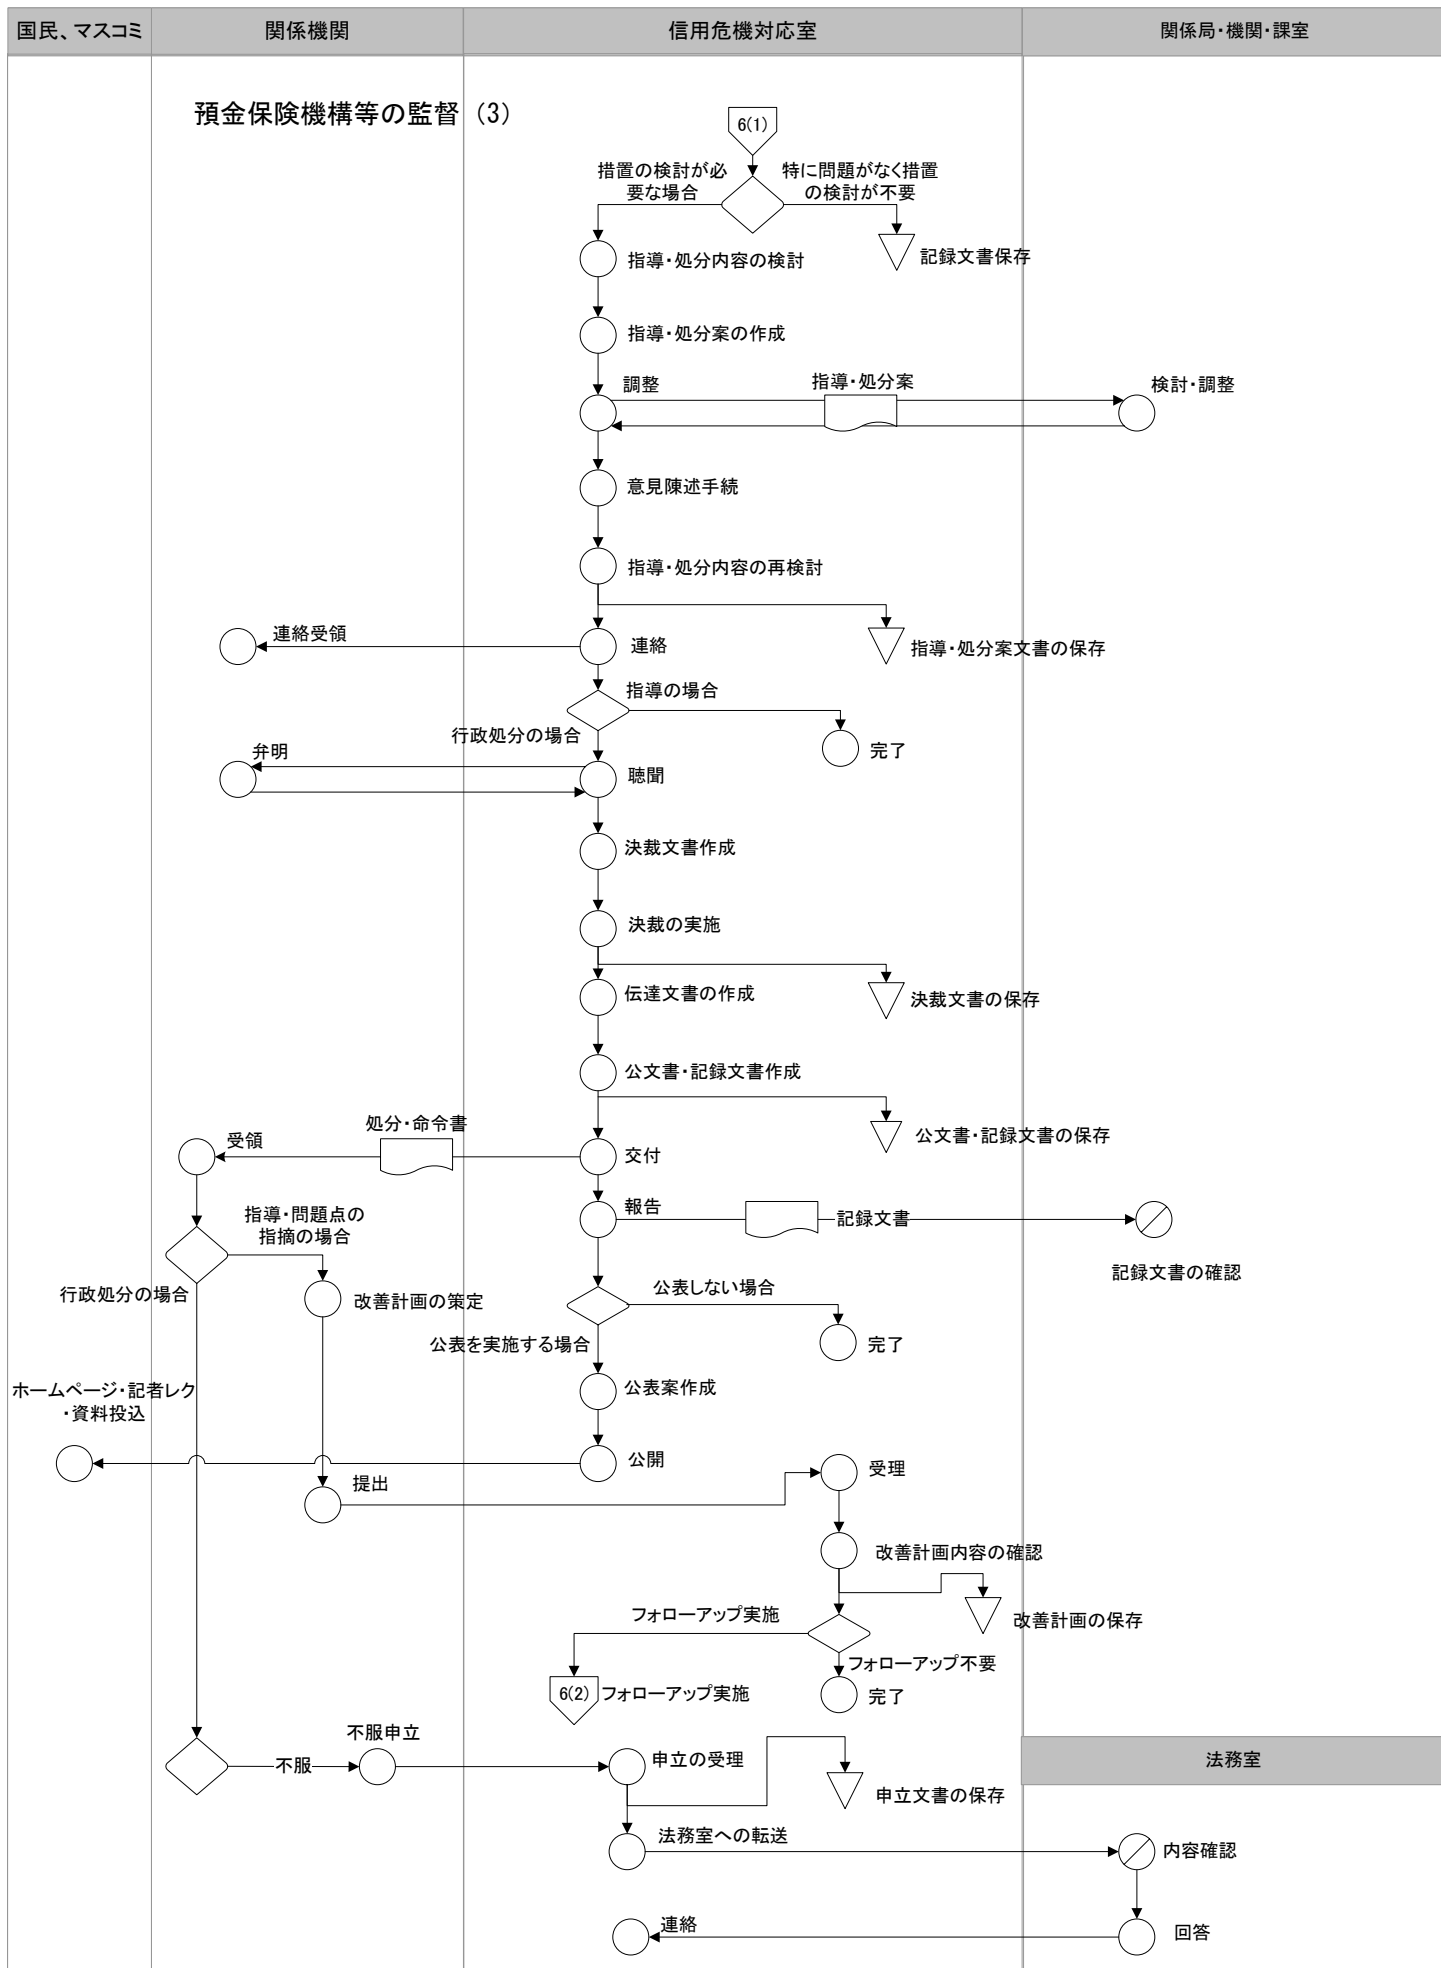 国民、マスコミ
関係機関
信用危機対応室
関係局・機関・課室
預金保険機構等の監督（3）
6(1)
措置の検討が必
要な場合
特に問題がなく措置
の検討が不要
記録文書保存
指導・処分内容の検討
指導・処分案の作成
調整
指導・処分案
検討・調整
意見陳述手続
指導・処分内容の再検討
連絡受領
連絡
指導・処分案文書の保存
指導の場合
行政処分の場合
完了
弁明
聴聞
決裁文書作成
決裁の実施
伝達文書の作成
決裁文書の保存
公文書・記録文書作成
処分・命令書
公文書・記録文書の保存
受領
交付
報告
記録文書
指導・問題点の
指摘の場合
記録文書の確認
行政処分の場合
改善計画の策定
公表しない場合
公表を実施する場合
完了
ホームページ・記者レク
・資料投込
公表案作成
公開
提出
受理
改善計画内容の確認
フォローアップ実施
改善計画の保存
フォローアップ不要
6(2)
フォローアップ実施
完了
不服申立
不服
申立の受理
法務室
申立文書の保存
法務室への転送
内容確認
連絡
回答